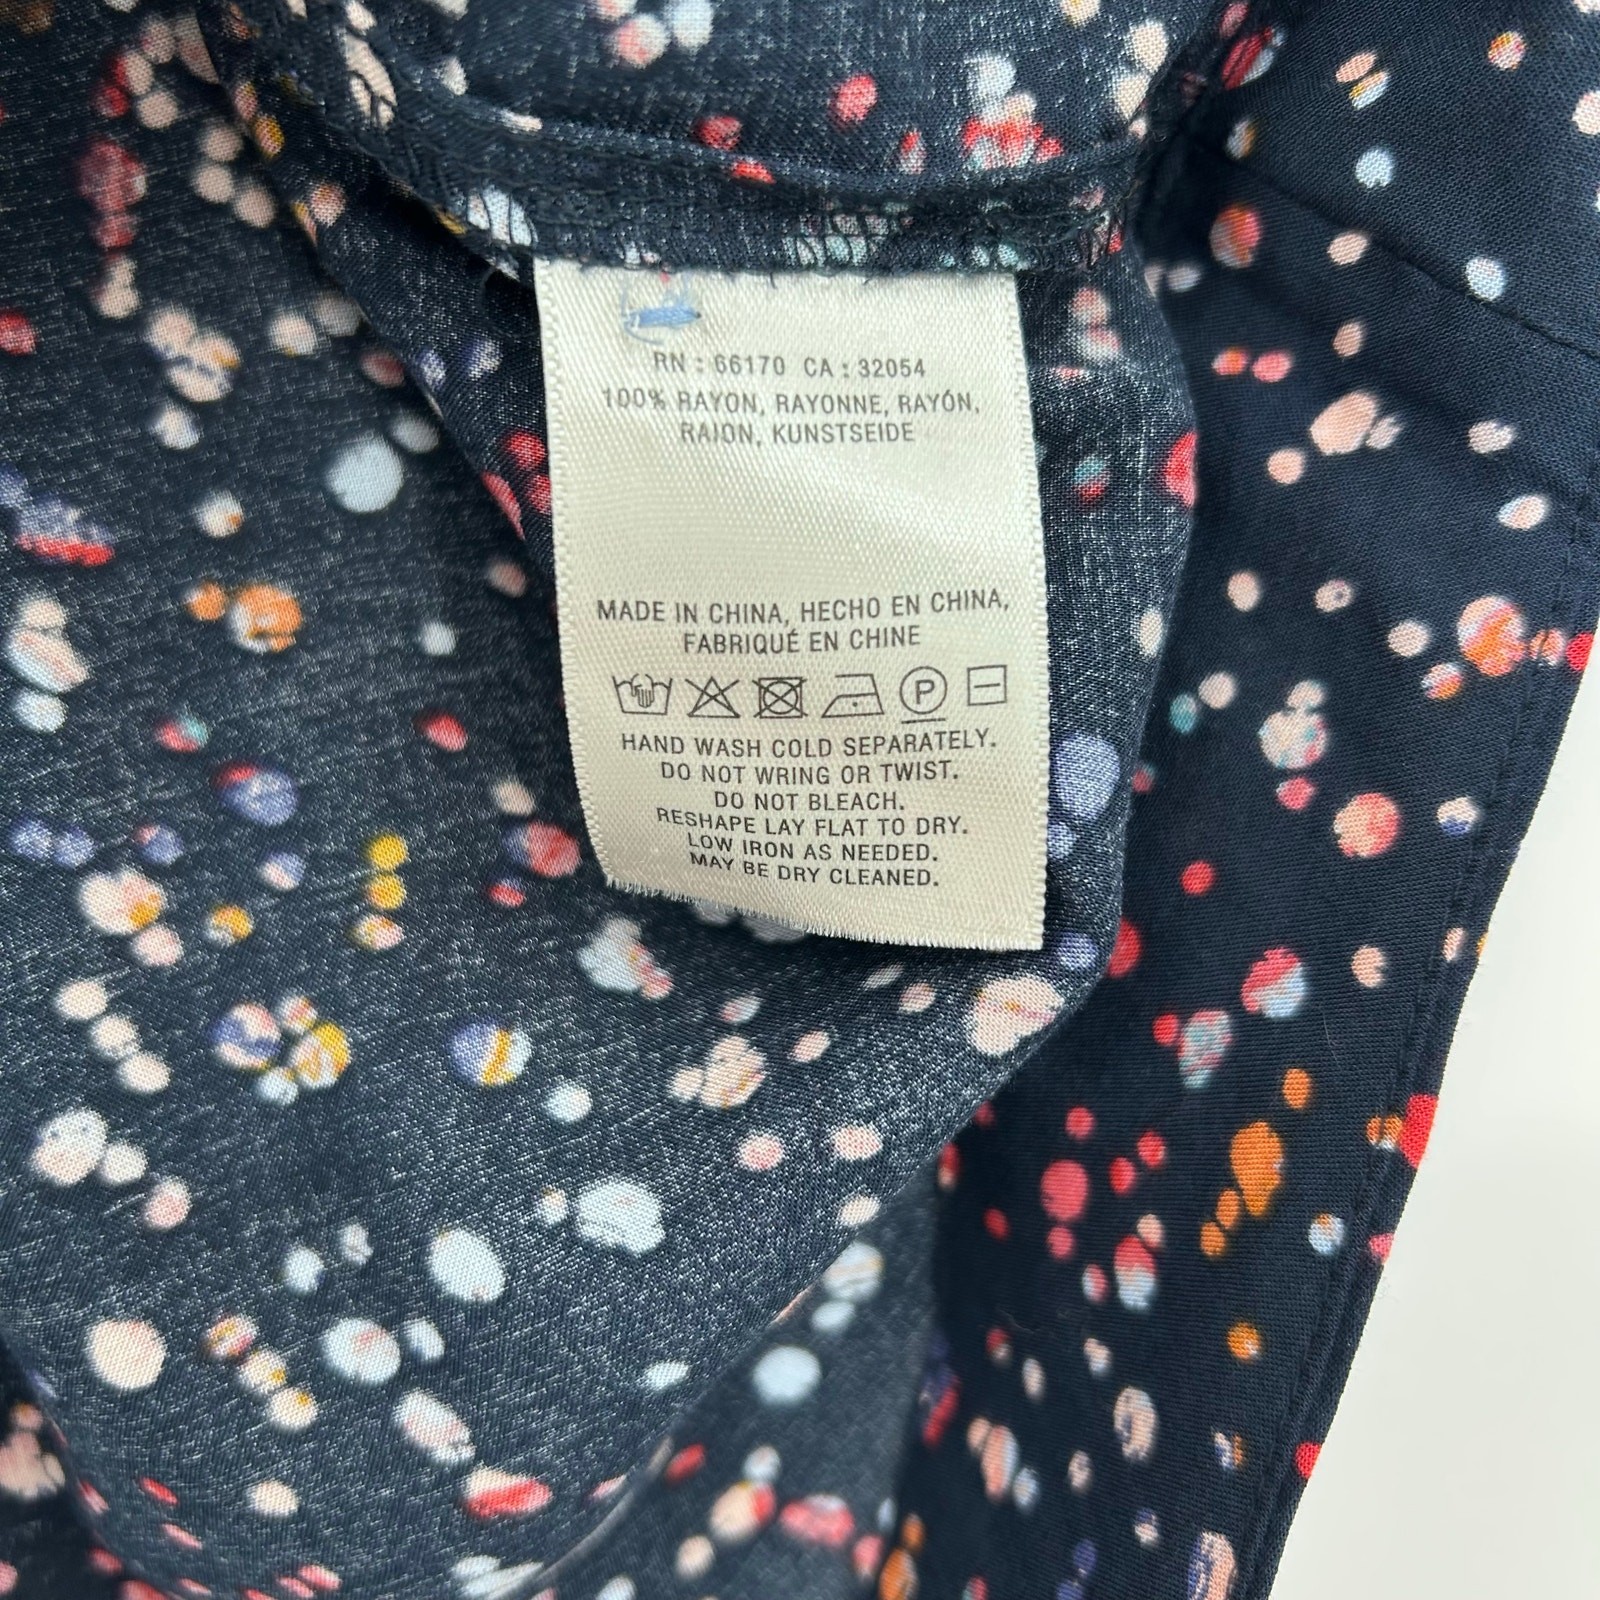 RN : 66170 CA : 32054
100% RAYON, RAYONNE, RAYÓN,
RAION, KUNSTSEIDE
MADE IN CHINA, HECHO EN CHINA,
FABRIQUÉ EN CHINE
P
HAND WASH COLD SEPARATELY.
DO NOT WRING OR TWIST.
DO NOT BLEACH.
RESHAPE LAY FLAT TO DRY.
LOW IRON AS NEEDED.
MAY BE DRY CLEANED.